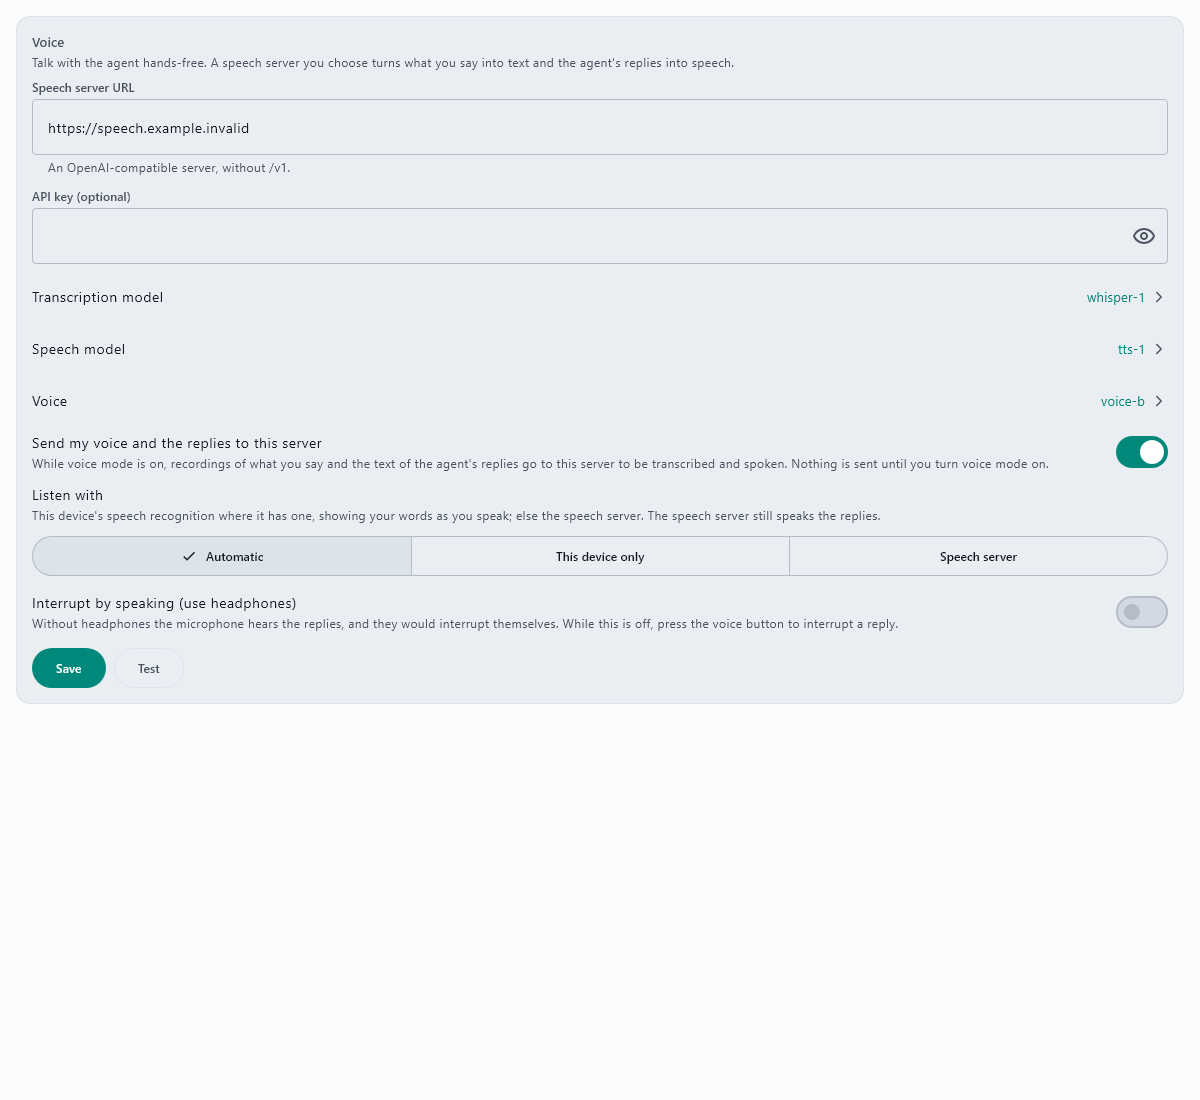 Voice
Talk with the agent hands-free. A speech server you choose turns what you say into text and the agent's replies into speech.
Speech server URL
https://speech.example.invalid
An OpenAI-compatible server, without /v1.
API key (optional)
Transcription model
whisper-1
Speech model
tts-1
Voice
voice-b
Send my voice and the replies to this server
While voice mode is on, recordings of what you say and the text of the agent's replies go to this server to be transcribed and spoken. Nothing is sent until you turn voice mode on.
Listen with
This device's speech recognition where it has one, showing your words as you speak; else the speech server. The speech server still speaks the replies.
Automatic
This device only
Speech server
Interrupt by speaking (use headphones)
Without headphones the microphone hears the replies, and they would interrupt themselves. While this is off, press the voice button to interrupt a reply.
Save
Test